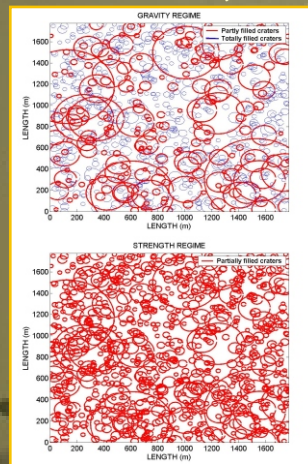 GRAVITY REGIME
Partly filled craters
Totally filled craters
LENGTH (m)
1600
1400
1200
1000
800
600
400
200
0
0 200 400 600 800 1000 1200 1400 1600
LENGTH (m)
STRENGTH REGIME
Partially filled craters
LENGTH (m)
1600
1400
1200
1000
800
600
400
200
0
0 200 400 600 800 1000 1200 1400 1600
LENGTH (m)